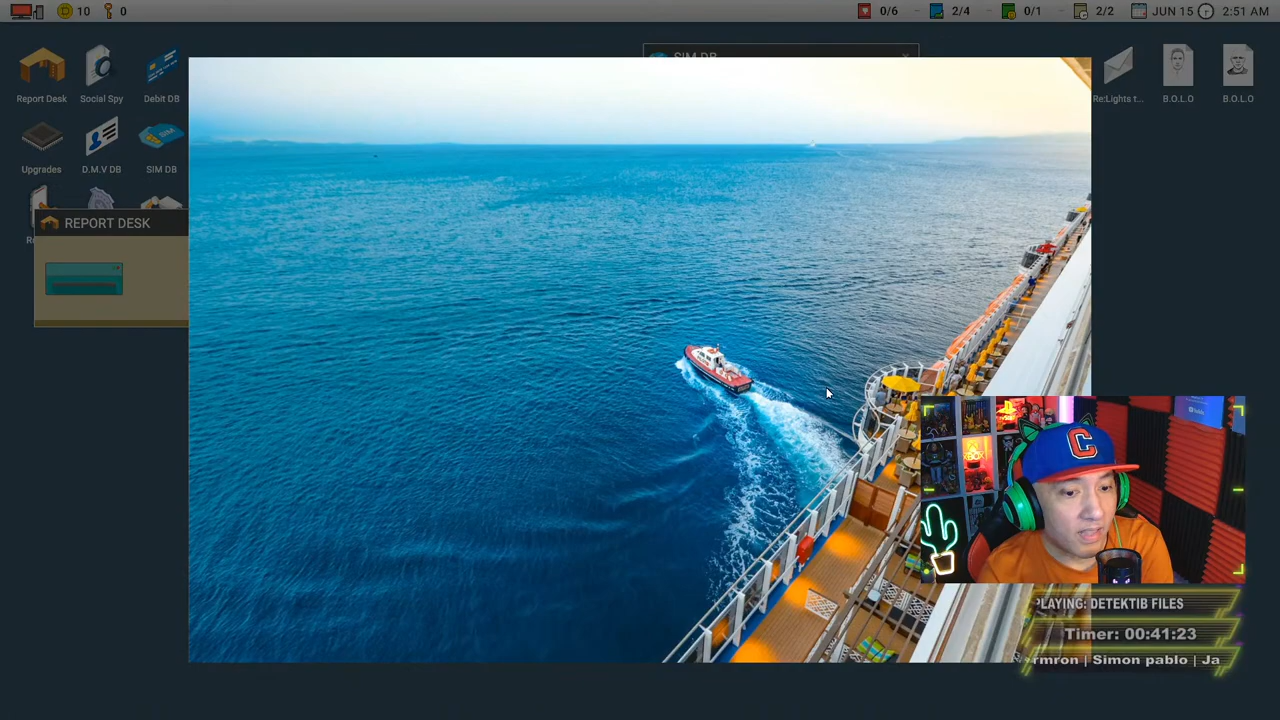 10
0
0/6
2/4
0/1
2/2
JUN 15
2:51 AM
Report Desk
Social Spy
Debit DB
SIM DB
Re:Lights t...
B.O.L.O
B.O.L.O
Upgrades
D.M.V DB
SIM DB
REPORT DESK
XBOX
PLAYING: DETEKTIB FILES
Timer: 00:41:23
rmron | Simon pablo | Ja